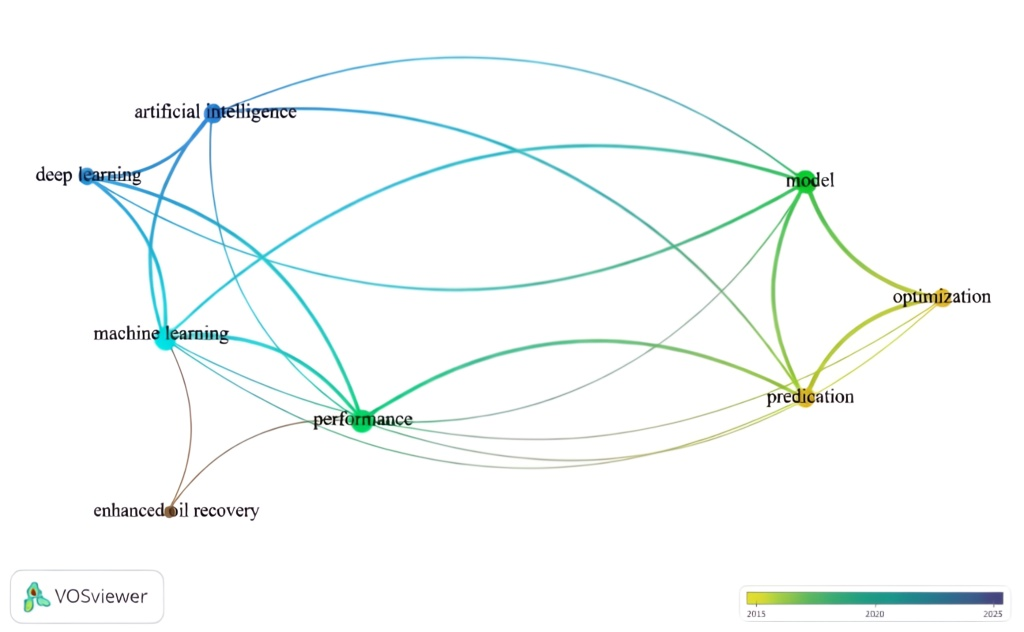 artificial intelligence
deep learning
model
optimization
machine learning
predication
performance
enhanced oil recovery
VOSviewer
2015
2020
2025